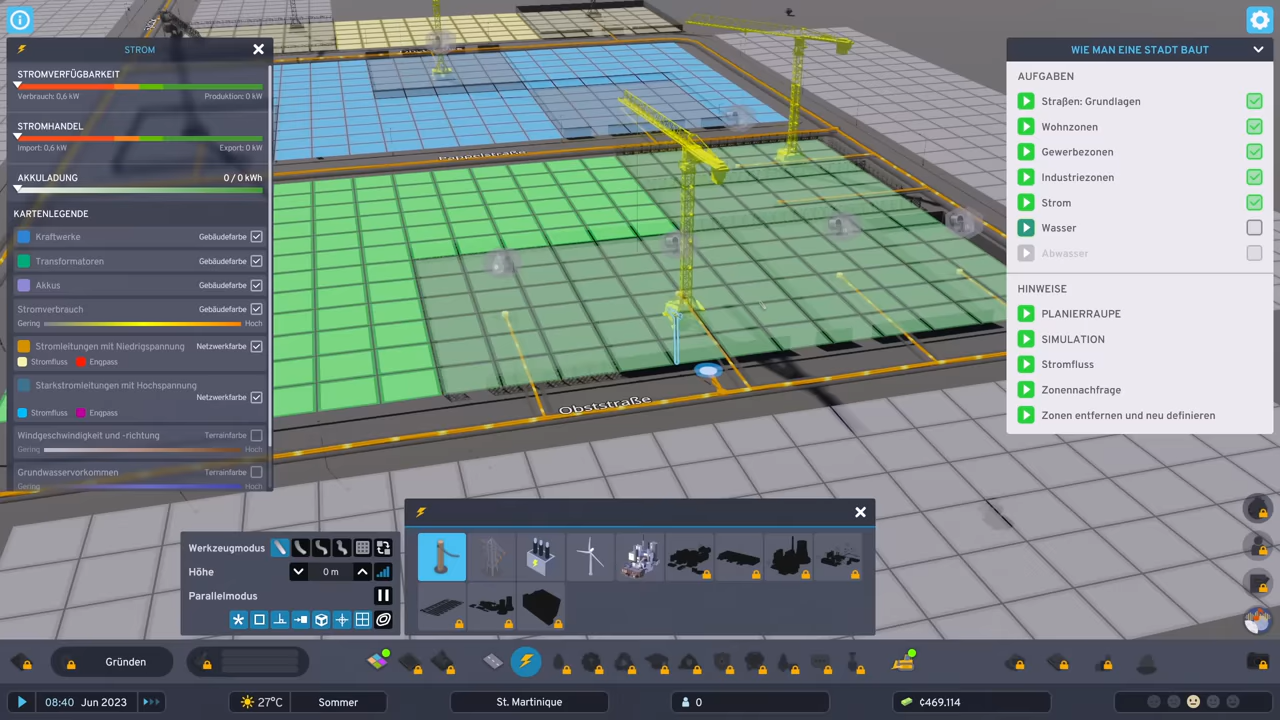 STROM
STROMVERFÜGBARKEIT
Verbrauch: 0,6 kW
Produktion: 0 kW
STROMHANDEL
Import: 0,6 kW
Export: 0 kW
AKKULADUNG
0 / 0 kWh
KARTENLEGENDE
Kraftwerke
Gebäudefarbe
Transformatoren
Gebäudefarbe
Akkus
Gebäudefarbe
Stromverbrauch
Gebäudefarbe
Gering
Hoch
Stromleitungen mit Niedrigspannung
Netzwerkfarbe
Stromfluss
Engpass
Starkstromleitungen mit Hochspannung
Netzwerkfarbe
Stromfluss
Engpass
Windgeschwindigkeit und -richtung
Terrainfarbe
Gering
Hoch
Grundwasservorkommen
Terrainfarbe
Gering
Hoch
Pappelstraße
Obststraße
WIE MAN EINE STADT BAUT
AUFGABEN
Straßen: Grundlagen
Wohnzonen
Gewerbezonen
Industriezonen
Strom
Wasser
Abwasser
HINWEISE
PLANIERRAUPE
SIMULATION
Stromfluss
Zonennachfrage
Zonen entfernen und neu definieren
Werkzeugmodus
Höhe
0 m
Parallelmodus
Gründen
08:40
Jun 2023
27°C
Sommer
St. Martinique
0
¢469.114